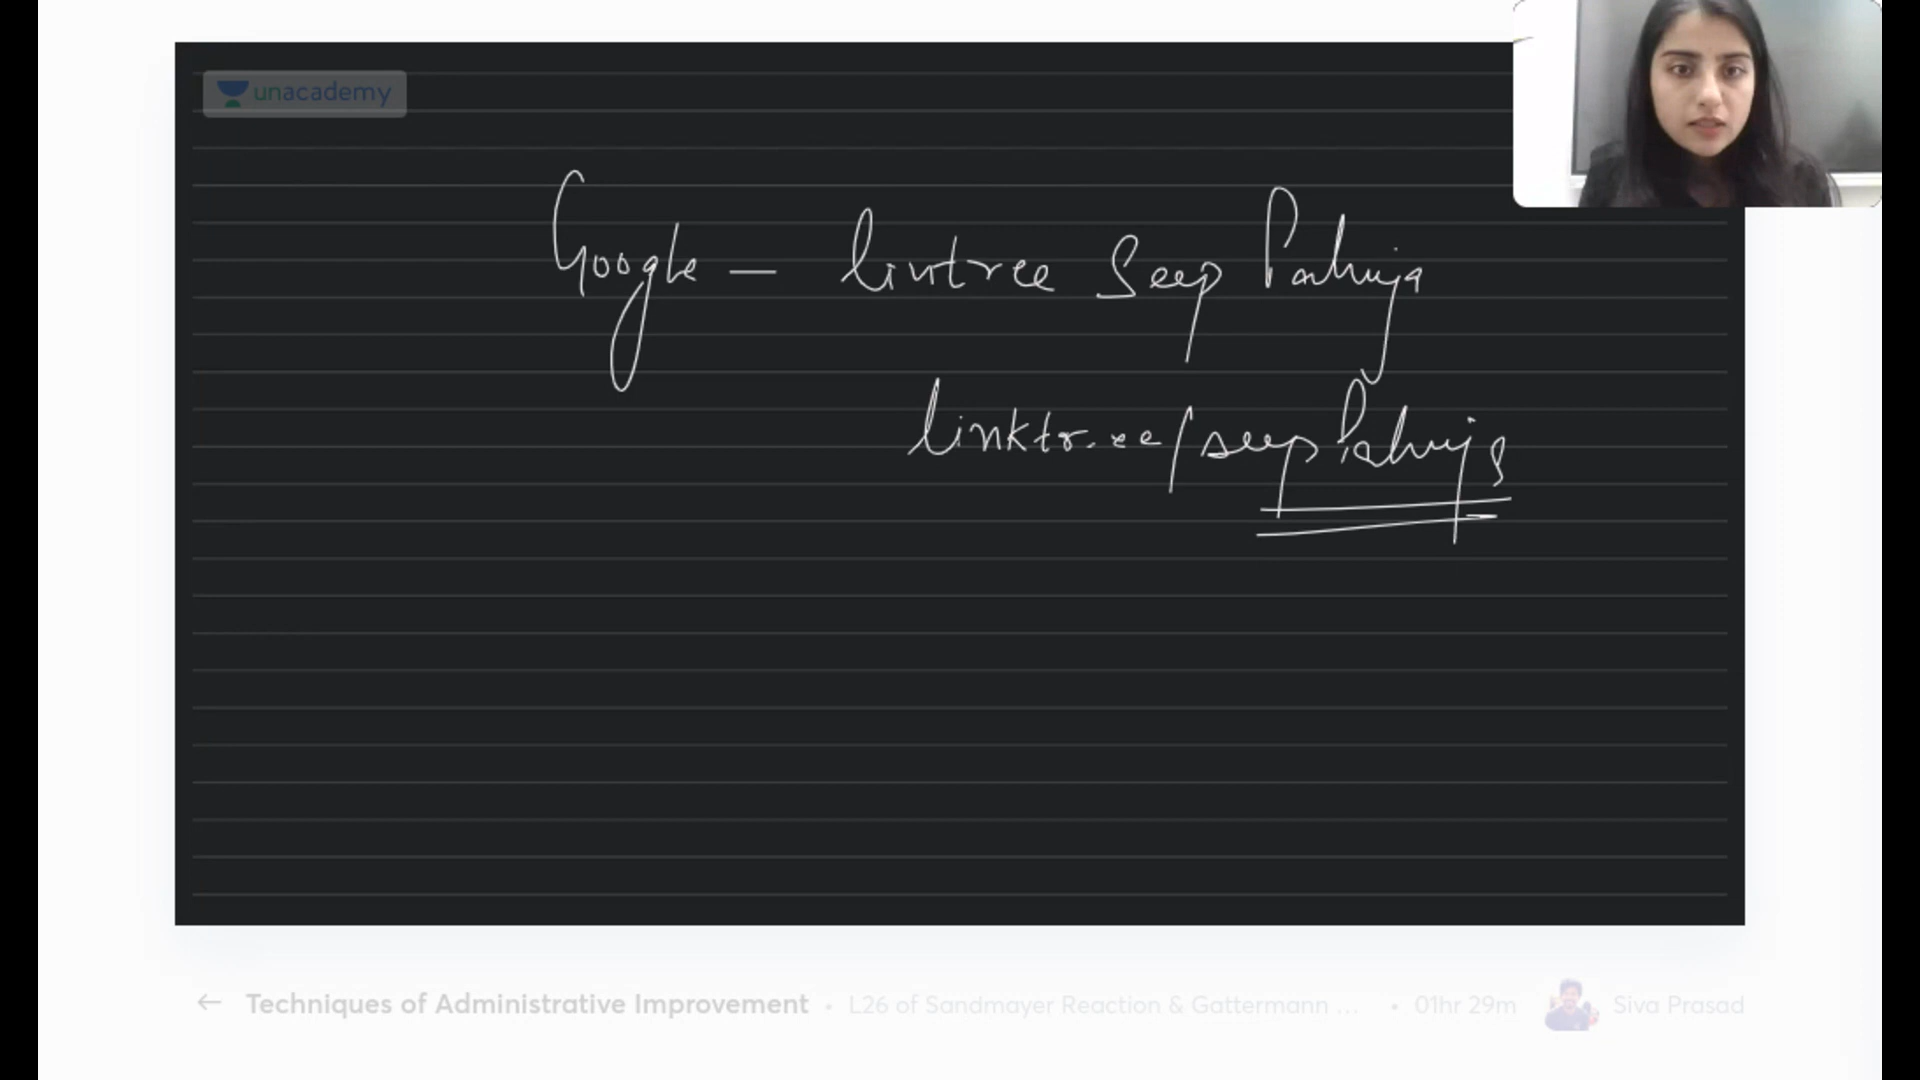 unacademy
Google — lintree Seep Pahuja
linktr.ee/seepPahuja
← Techniques of Administrative Improvement • L26 of Sandmayer Reaction & Gattermann ... • 01hr 29m Siva Prasad